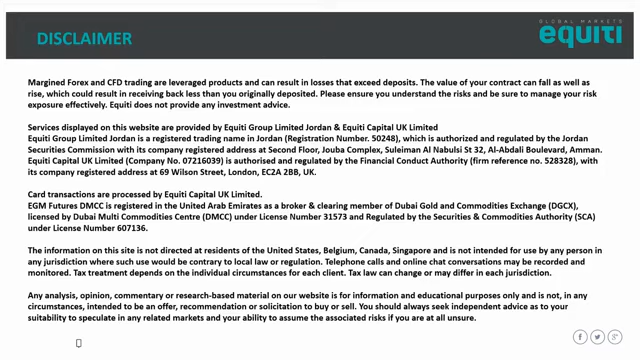 DISCLAIMER
GLOBAL MARKETS
equiti
Margined Forex and CFD trading are leveraged products and can result in losses that exceed deposits. The value of your contract can fall as well as
rise, which could result in receiving back less than you originally deposited. Please ensure you understand the risks and be sure to manage your risk
exposure effectively. Equiti does not provide any investment advice.
Services displayed on this website are provided by Equiti Group Limited Jordan & Equiti Capital UK Limited
Equiti Group Limited Jordan is a registered trading name in Jordan (Registration Number. 50248), which is authorized and regulated by the Jordan
Securities Commission with its company registered address at Second Floor, Jouba Complex, Suleiman Al Nabulsi St 32, Al-Abdali Boulevard, Amman.
Equiti Capital UK Limited (Company No. 07216039) is authorised and regulated by the Financial Conduct Authority (firm reference no. 528328), with
its company registered address at 69 Wilson Street, London, EC2A 2BB, UK.
Card transactions are processed by Equiti Capital UK Limited.
EGM Futures DMCC is registered in the United Arab Emirates as a broker & clearing member of Dubai Gold and Commodities Exchange (DGCX),
licensed by Dubai Multi Commodities Centre (DMCC) under License Number 31573 and Regulated by the Securities & Commodities Authority (SCA)
under License Number 607136.
The information on this site is not directed at residents of the United States, Belgium, Canada, Singapore and is not intended for use by any person in
any jurisdiction where such use would be contrary to local law or regulation. Telephone calls and online chat conversations may be recorded and
monitored. Tax treatment depends on the individual circumstances for each client. Tax law can change or may differ in each jurisdiction.
Any analysis, opinion, commentary or research-based material on our website is for information and educational purposes only and is not, in any
circumstances, intended to be an offer, recommendation or solicitation to buy or sell. You should always seek independent advice as to your
suitability to speculate in any related markets and your ability to assume the associated risks if you are at all unsure.